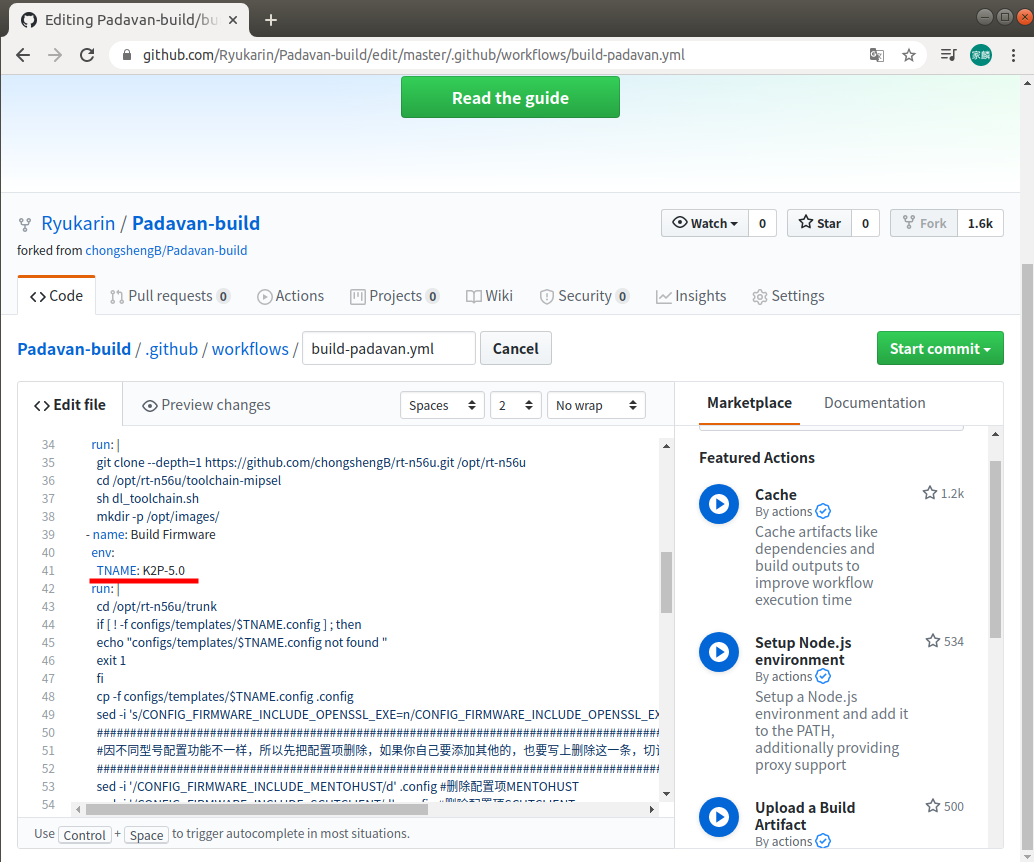 Editing Padavan-build/bu
github.com/Ryukarin/Padavan-build/edit/master/.github/workflows/build-padavan.yml
家麟
Read the guide
Ryukarin / Padavan-build
Watch 0
Star 0
Fork 1.6k
forked from chongshengB/Padavan-build
Code
Pull requests 0
Actions
Projects 0
Wiki
Security 0
Insights
Settings
Padavan-build / .github / workflows / build-padavan.yml
Cancel
Start commit
Edit file
Preview changes
Spaces
2
No wrap
34 run: |
35 git clone --depth=1 https://github.com/chongshengB/rt-n56u.git /opt/rt-n56u
36 cd /opt/rt-n56u/toolchain-mipsel
37 sh dl_toolchain.sh
38 mkdir -p /opt/images/
39 - name: Build Firmware
40 env:
41 TNAME: K2P-5.0
42 run: |
43 cd /opt/rt-n56u/trunk
44 if [ ! -f configs/templates/$TNAME.config ] ; then
45 echo "configs/templates/$TNAME.config not found "
46 exit 1
47 fi
48 cp -f configs/templates/$TNAME.config .config
49 sed -i 's/CONFIG_FIRMWARE_INCLUDE_OPENSSL_EXE=n/CONFIG_FIRMWARE_INCLUDE_OPENSSL_EX
50 ####################################################################################
51 #因不同型号配置功能不一样，所以先把配置项删除，如果你自己要添加其他的，也要写上删除这一条，切
52 ####################################################################################
53 sed -i '/CONFIG_FIRMWARE_INCLUDE_MENTOHUST/d' .config #删除配置项MENTOHUST
54
Use Control + Space to trigger autocomplete in most situations.
Marketplace
Documentation
Featured Actions
Cache
1.2k
By actions
Cache artifacts like
dependencies and
build outputs to
improve workflow
execution time
Setup Node.js
environment
534
By actions
Setup a Node.js
environment and add it
to the PATH,
additionally providing
proxy support
Upload a Build
Artifact
500
By actions